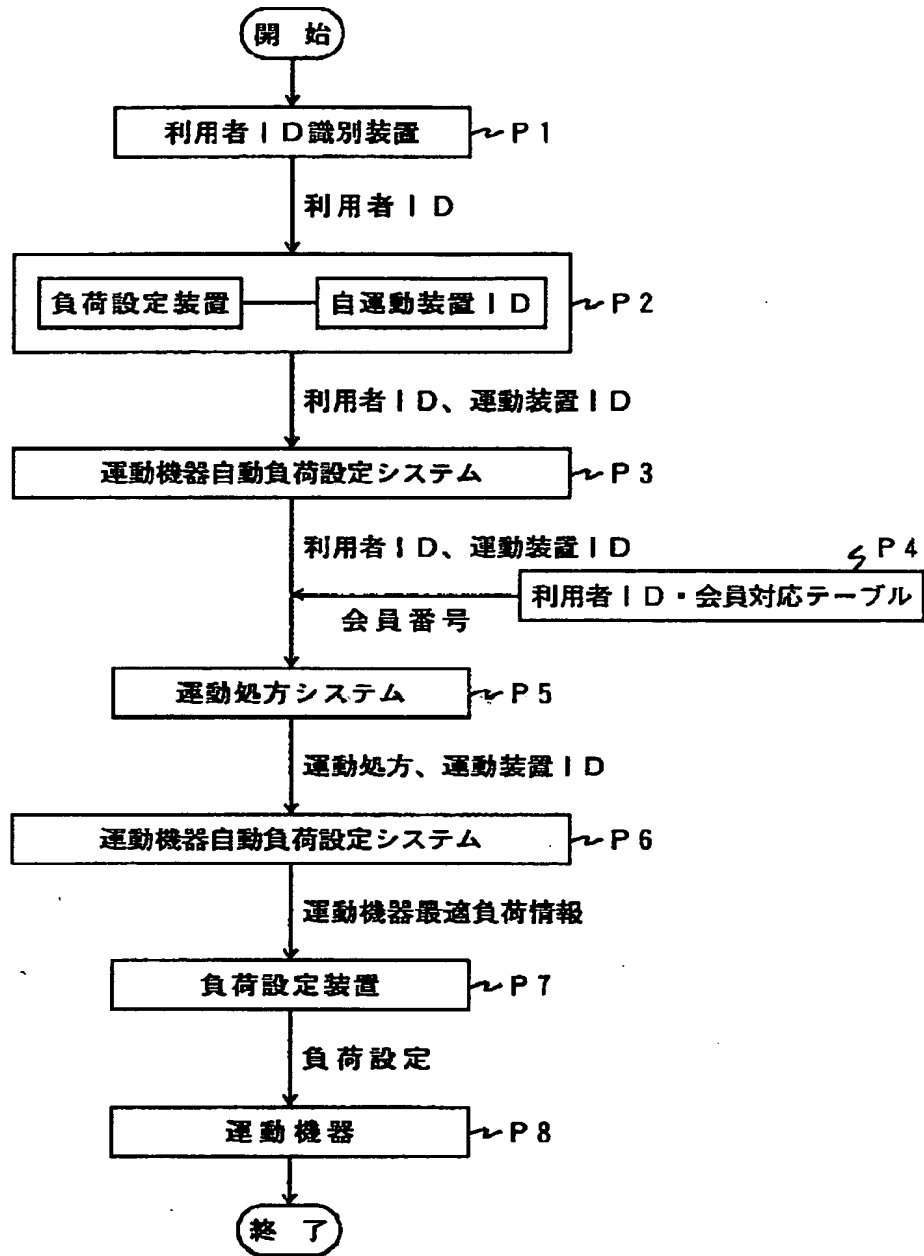 開始
利用者ID識別装置 P1
利用者ID
負荷設定装置 自運動装置ID P2
利用者ID、運動装置ID
運動機器自動負荷設定システム P3
利用者ID、運動装置ID
P4
利用者ID・会員対応テーブル
会員番号
運動処方システム P5
運動処方、運動装置ID
運動機器自動負荷設定システム P6
運動機器最適負荷情報
負荷設定装置 P7
負荷設定
運動機器 P8
終了